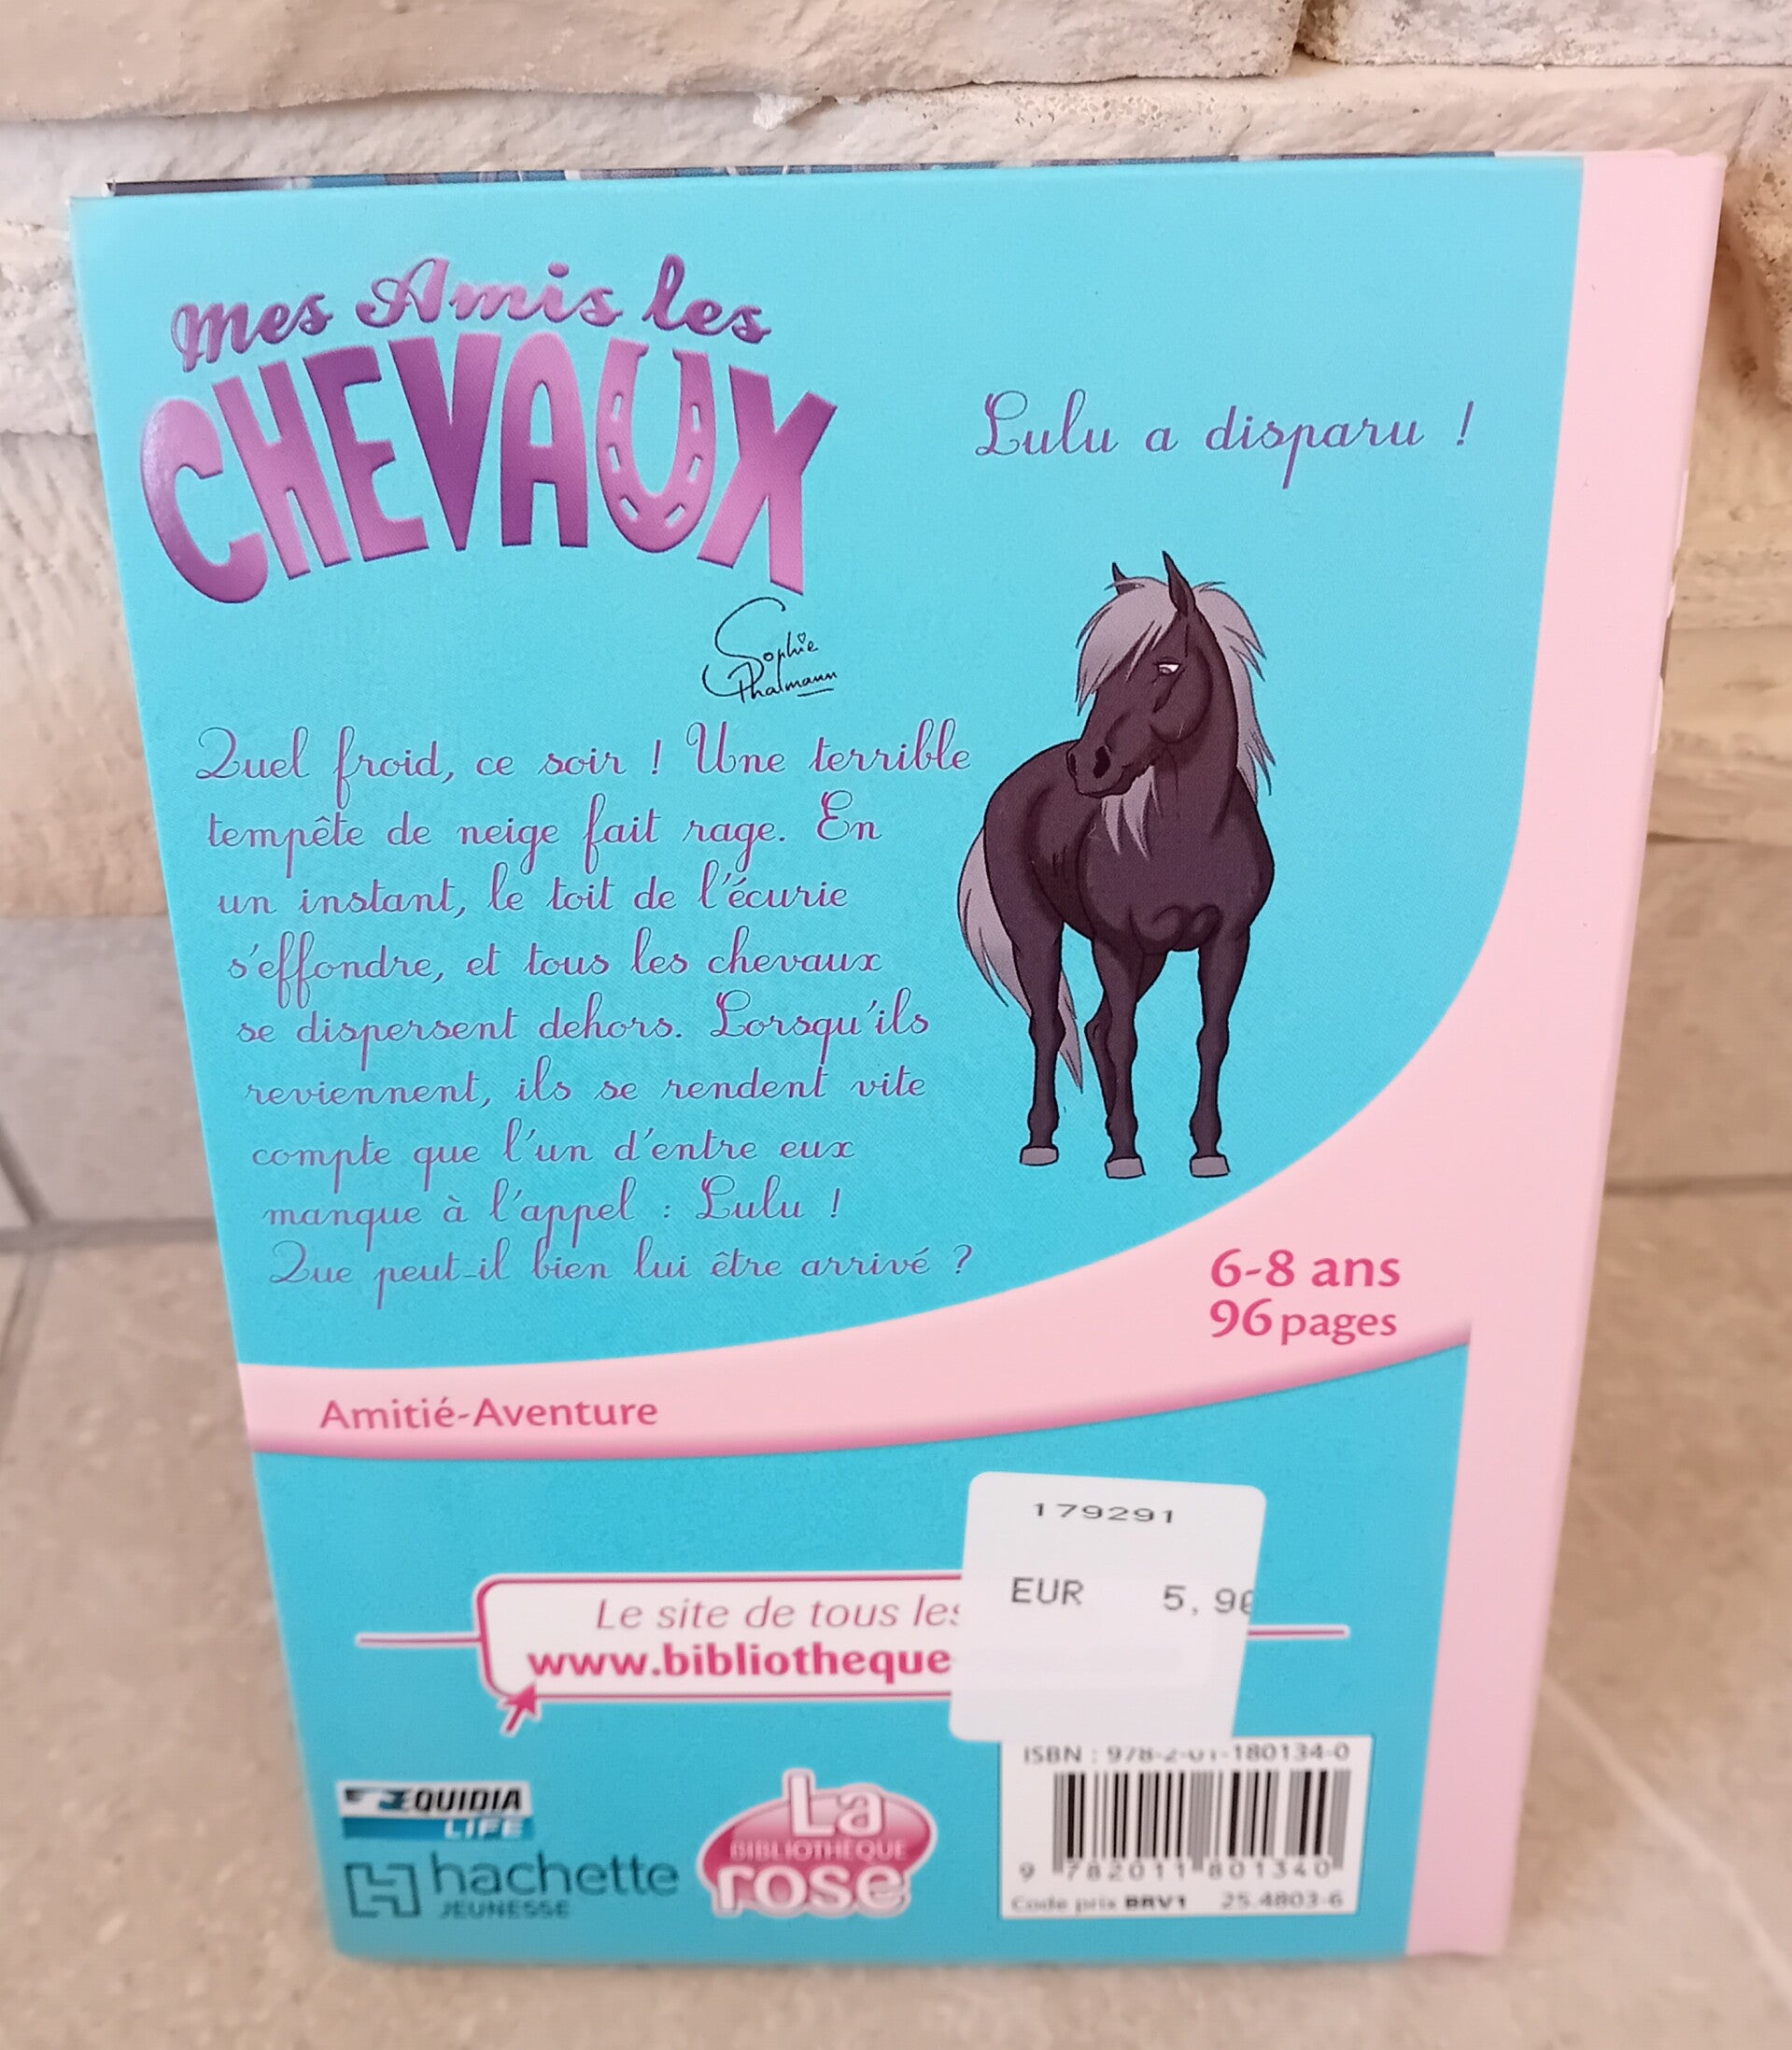 Mes Amis les
CHEVAUX
Lulu a disparu !
Sophie
Thalmann
Quel froid, ce soir ! Une terrible
tempête de neige fait rage. En
un instant, le toit de l'écurie
s'effondre, et tous les chevaux
se dispersent dehors. Lorsqu'ils
reviennent, ils se rendent vite
compte que l'un d'entre eux
manque à l'appel : Lulu !
Que peut-il bien lui être arrivé ?
6-8 ans
96 pages
Amitié-Aventure
179291
EUR 5,90
Le site de tous les
www.bibliotheque
EQUIDIA
LIFE
hachette
JEUNESSE
La
BIBLIOTHÈQUE
rose
ISBN : 978-2-01-180134-0
9 782011 801340
Code prix BRV1 25.4803-6